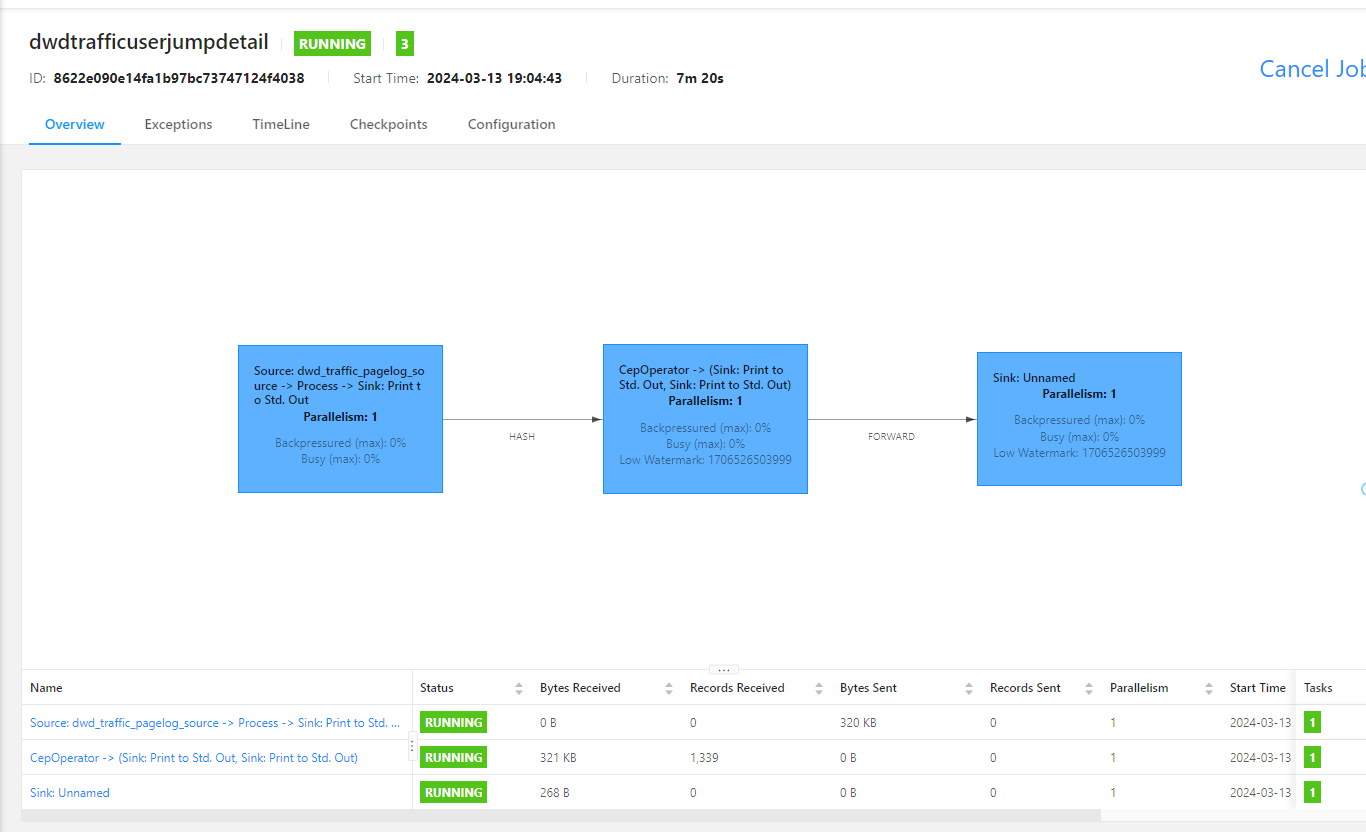 dwdtrafficuserjumpdetail RUNNING 3
ID: 8622e090e14fa1b97bc73747124f4038 Start Time: 2024-03-13 19:04:43 Duration: 7m 20s
Cancel Job
Overview Exceptions TimeLine Checkpoints Configuration
Source: dwd_traffic_pagelog_so
urce -> Process -> Sink: Print t
o Std. Out
Parallelism: 1
Backpressured (max): 0%
Busy (max): 0%
HASH
CepOperator -> (Sink: Print to
Std. Out, Sink: Print to Std. Out)
Parallelism: 1
Backpressured (max): 0%
Busy (max): 0%
Low Watermark: 1706526503999
FORWARD
Sink: Unnamed
Parallelism: 1
Backpressured (max): 0%
Busy (max): 0%
Low Watermark: 1706526503999
Name Status Bytes Received Records Received Bytes Sent Records Sent Parallelism Start Time Tasks
Source: dwd_traffic_pagelog_source -> Process -> Sink: Print to Std. ... RUNNING 0 B 0 320 KB 0 1 2024-03-13 1
CepOperator -> (Sink: Print to Std. Out, Sink: Print to Std. Out) RUNNING 321 KB 1,339 0 B 0 1 2024-03-13 1
Sink: Unnamed RUNNING 268 B 0 0 B 0 1 2024-03-13 1